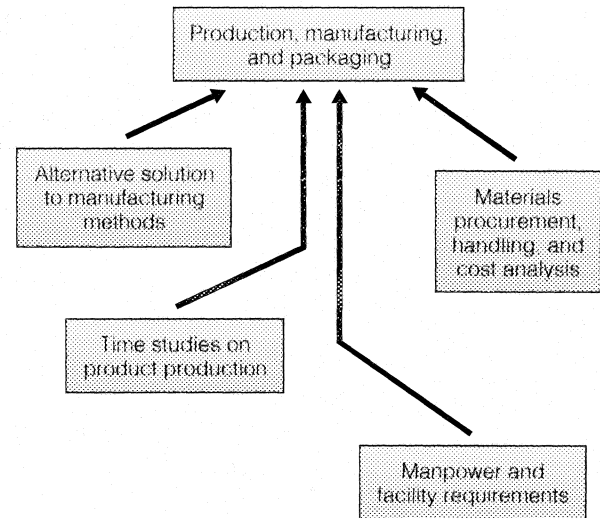 Production, manufacturing,
and packaging
Alternative solution
to manufacturing
methods
Materials
procurement,
handling, and
cost analysis
Time studies on
product production
Manpower and
facility requirements